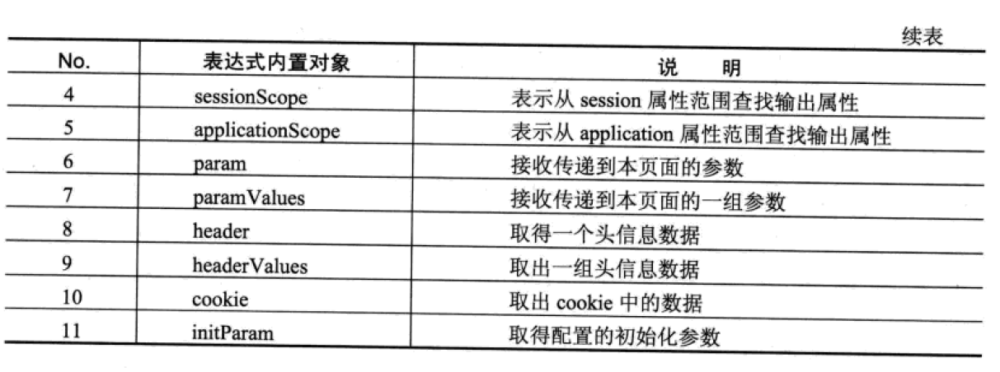 续表
No. 表达式内置对象 说 明
4 sessionScope 表示从 session 属性范围查找输出属性
5 applicationScope 表示从 application 属性范围查找输出属性
6 param 接收传递到本页面的参数
7 paramValues 接收传递到本页面的一组参数
8 header 取得一个头信息数据
9 headerValues 取出一组头信息数据
10 cookie 取出 cookie 中的数据
11 initParam 取得配置的初始化参数